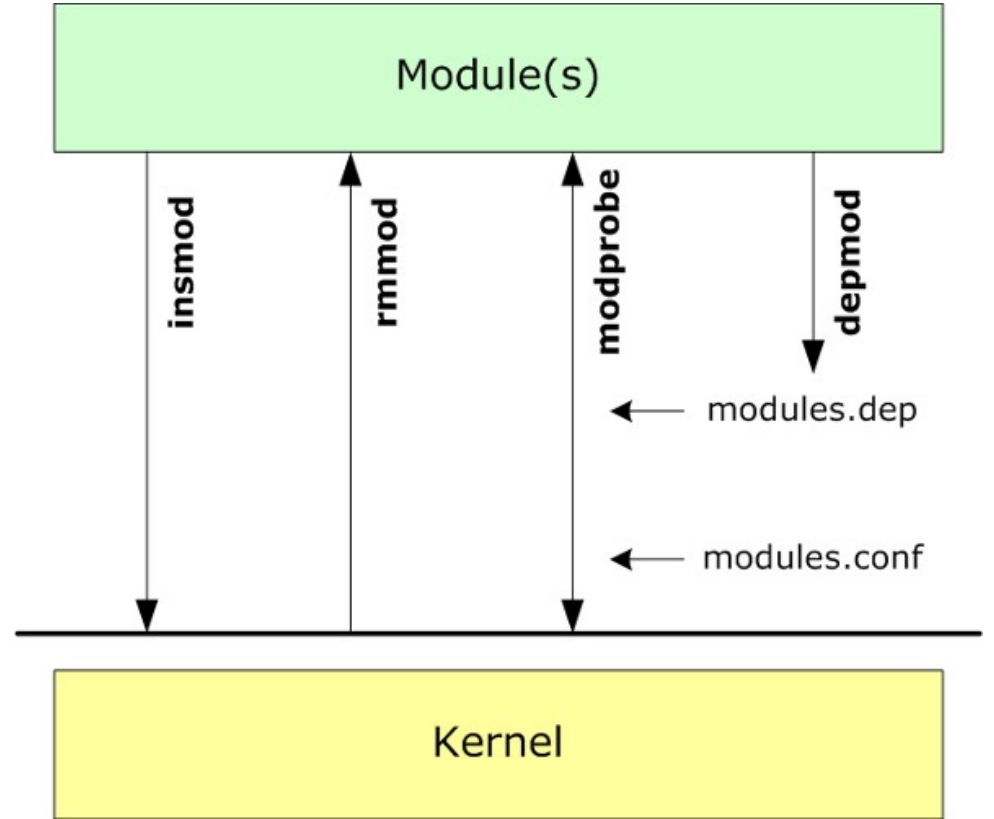 Module(s)
insmod
rmmod
modprobe
depmod
modules.dep
modules.conf
Kernel